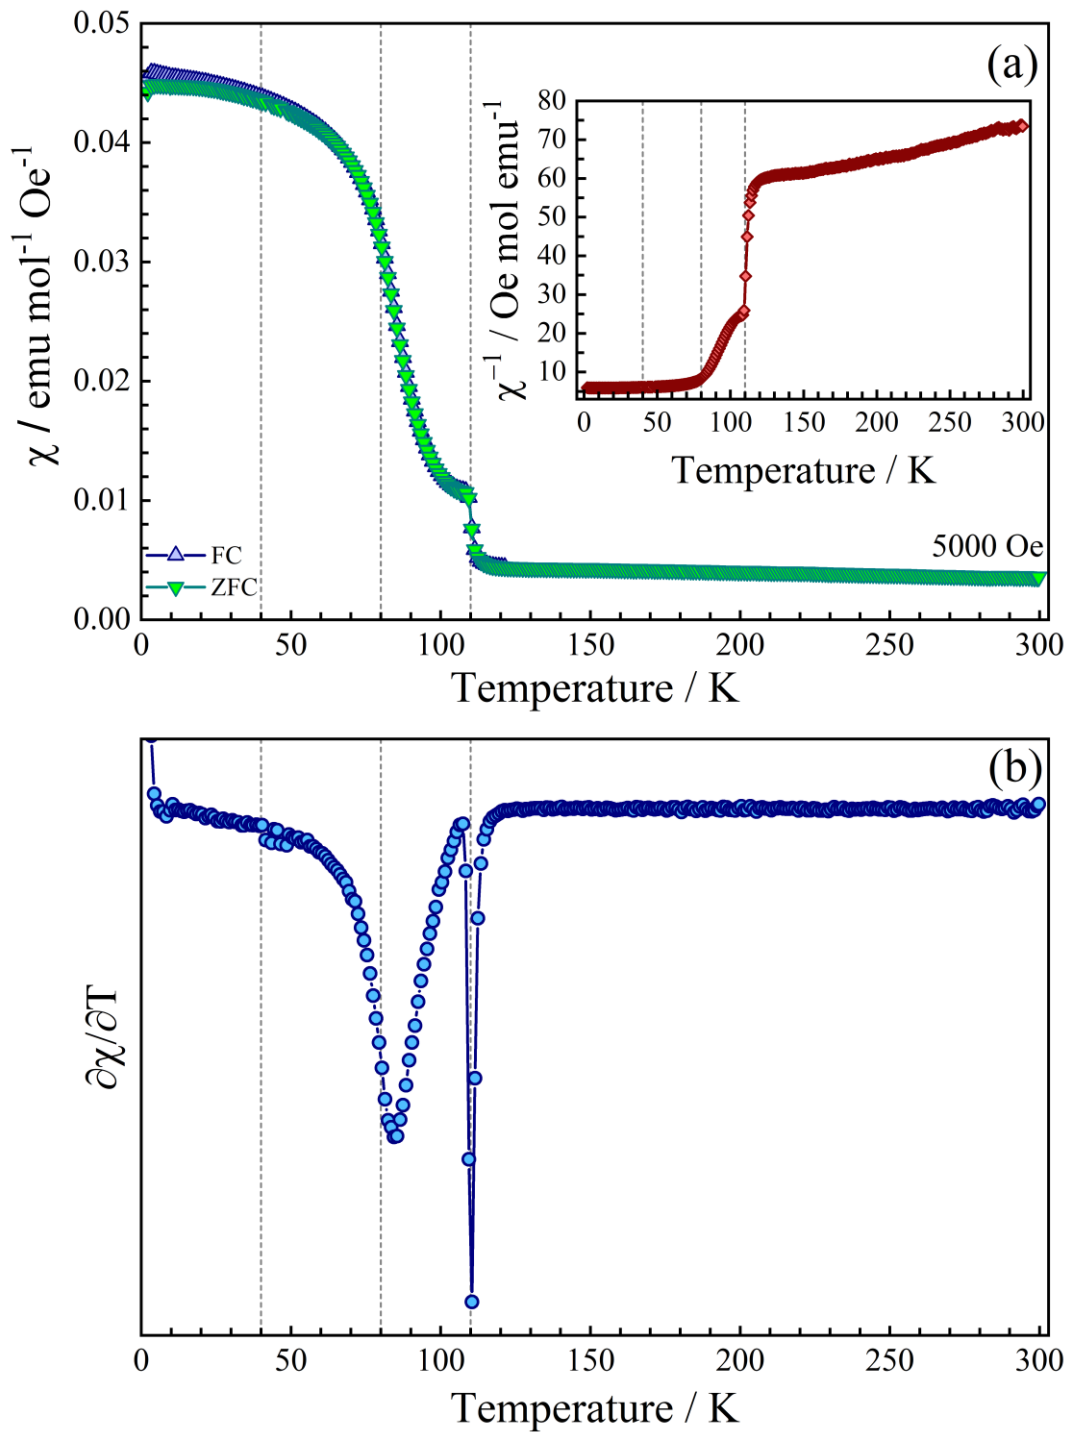 (a)
χ / emu mol⁻¹ Oe⁻¹
0.05
0.04
0.03
0.02
0.01
0.00
0 50 100 150 200 250 300
Temperature / K
FC
ZFC
5000 Oe
χ⁻¹ / Oe mol emu⁻¹
80
70
60
50
40
30
20
10
0 50 100 150 200 250 300
Temperature / K
(b)
∂χ/∂T
0 50 100 150 200 250 300
Temperature / K